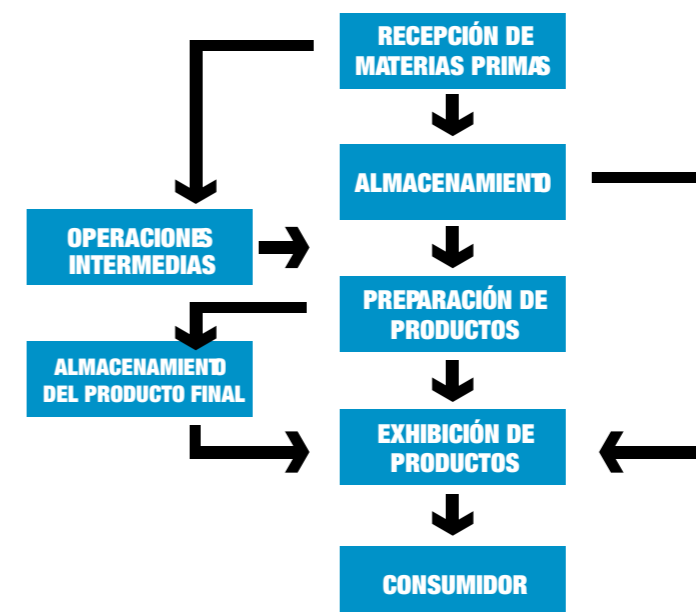 RECEPCIÓN DE
MATERIAS PRIMAS
ALMACENAMIENTO
OPERACIONES
INTERMEDIAS
PREPARACIÓN DE
PRODUCTOS
ALMACENAMIENTO
DEL PRODUCTO FINAL
EXHIBICIÓN DE
PRODUCTOS
CONSUMIDOR